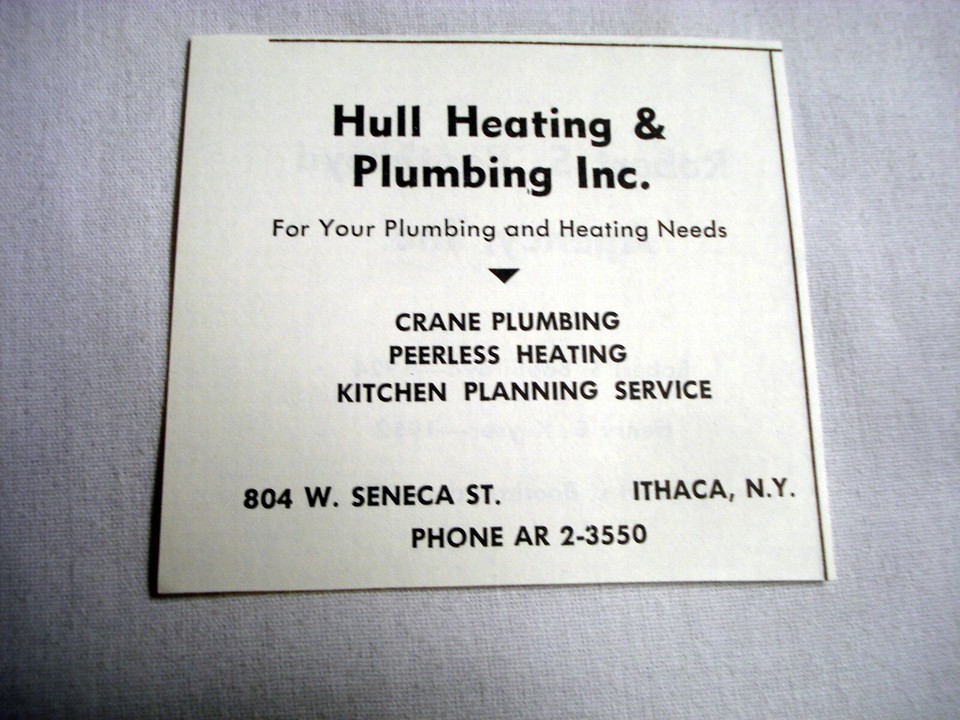 Hull Heating &
Plumbing Inc.
For Your Plumbing and Heating Needs
CRANE PLUMBING
PEERLESS HEATING
KITCHEN PLANNING SERVICE
804 W. SENECA ST. ITHACA, N.Y.
PHONE AR 2-3550